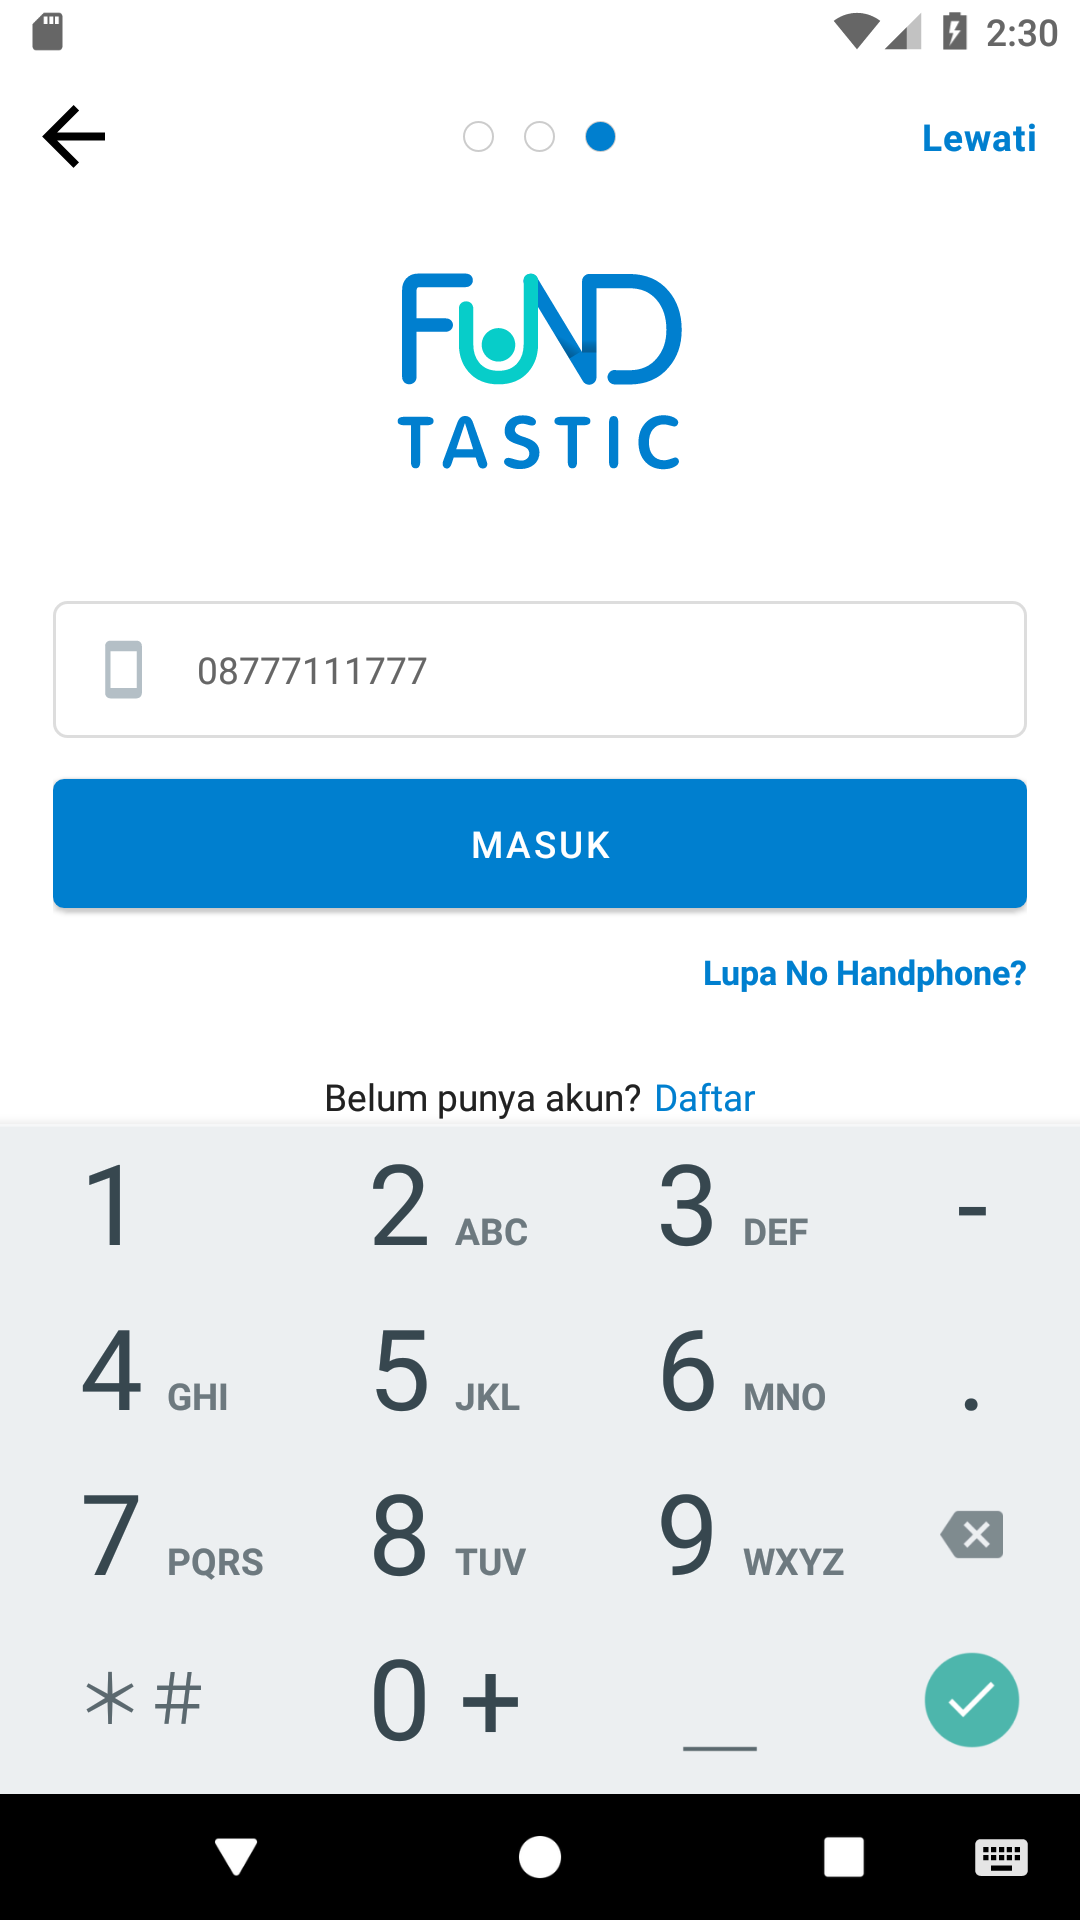 2:30
Lewati
FUND
TASTIC
08777111777
MASUK
Lupa No Handphone?
Belum punya akun? Daftar
1 2 ABC 3 DEF -
4 GHI 5 JKL 6 MNO .
7 PQRS 8 TUV 9 WXYZ
*# 0 + _